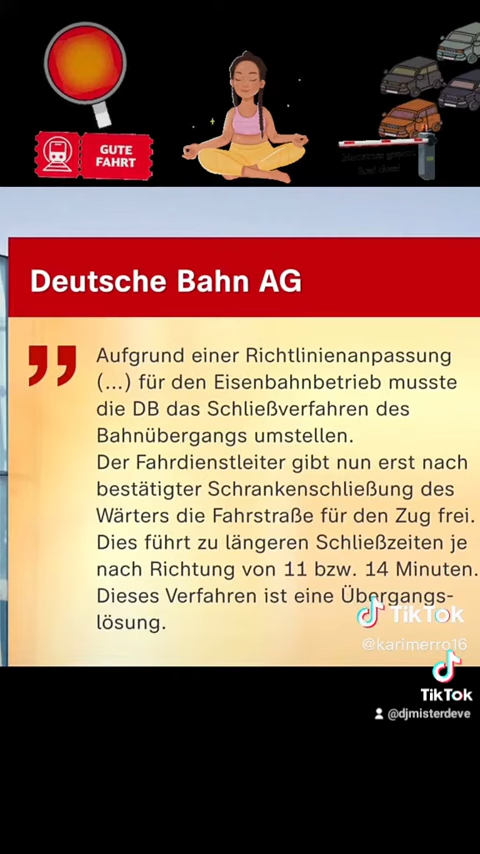 GUTE
FAHRT
Deutsche Bahn AG
Aufgrund einer Richtlinienanpassung
(...) für den Eisenbahnbetrieb musste
die DB das Schließverfahren des
Bahnübergangs umstellen.
Der Fahrdienstleiter gibt nun erst nach
bestätigter Schrankenschließung des
Wärters die Fahrstraße für den Zug frei.
Dies führt zu längeren Schließzeiten je
nach Richtung von 11 bzw. 14 Minuten.
Dieses Verfahren ist eine Übergangs-
lösung.
TikTok
@karimerro16
TikTok
@djmisterdeve